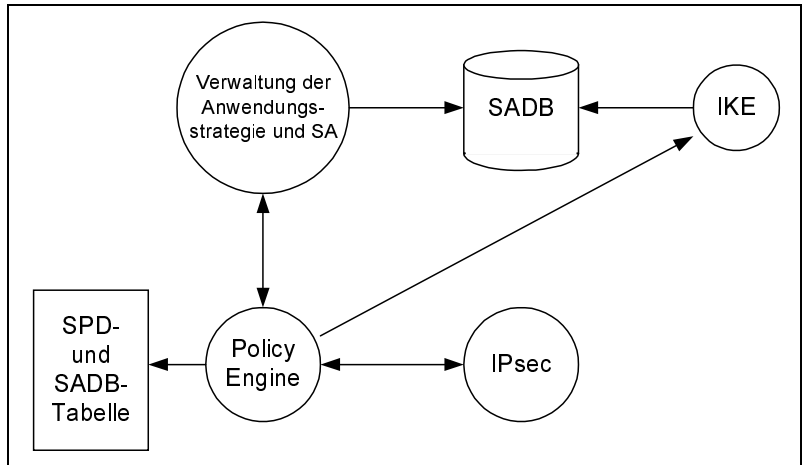 Verwaltung der
Anwendungs-
strategie und SA
SADB
IKE
SPD-
und
SADB-
Tabelle
Policy
Engine
IPsec